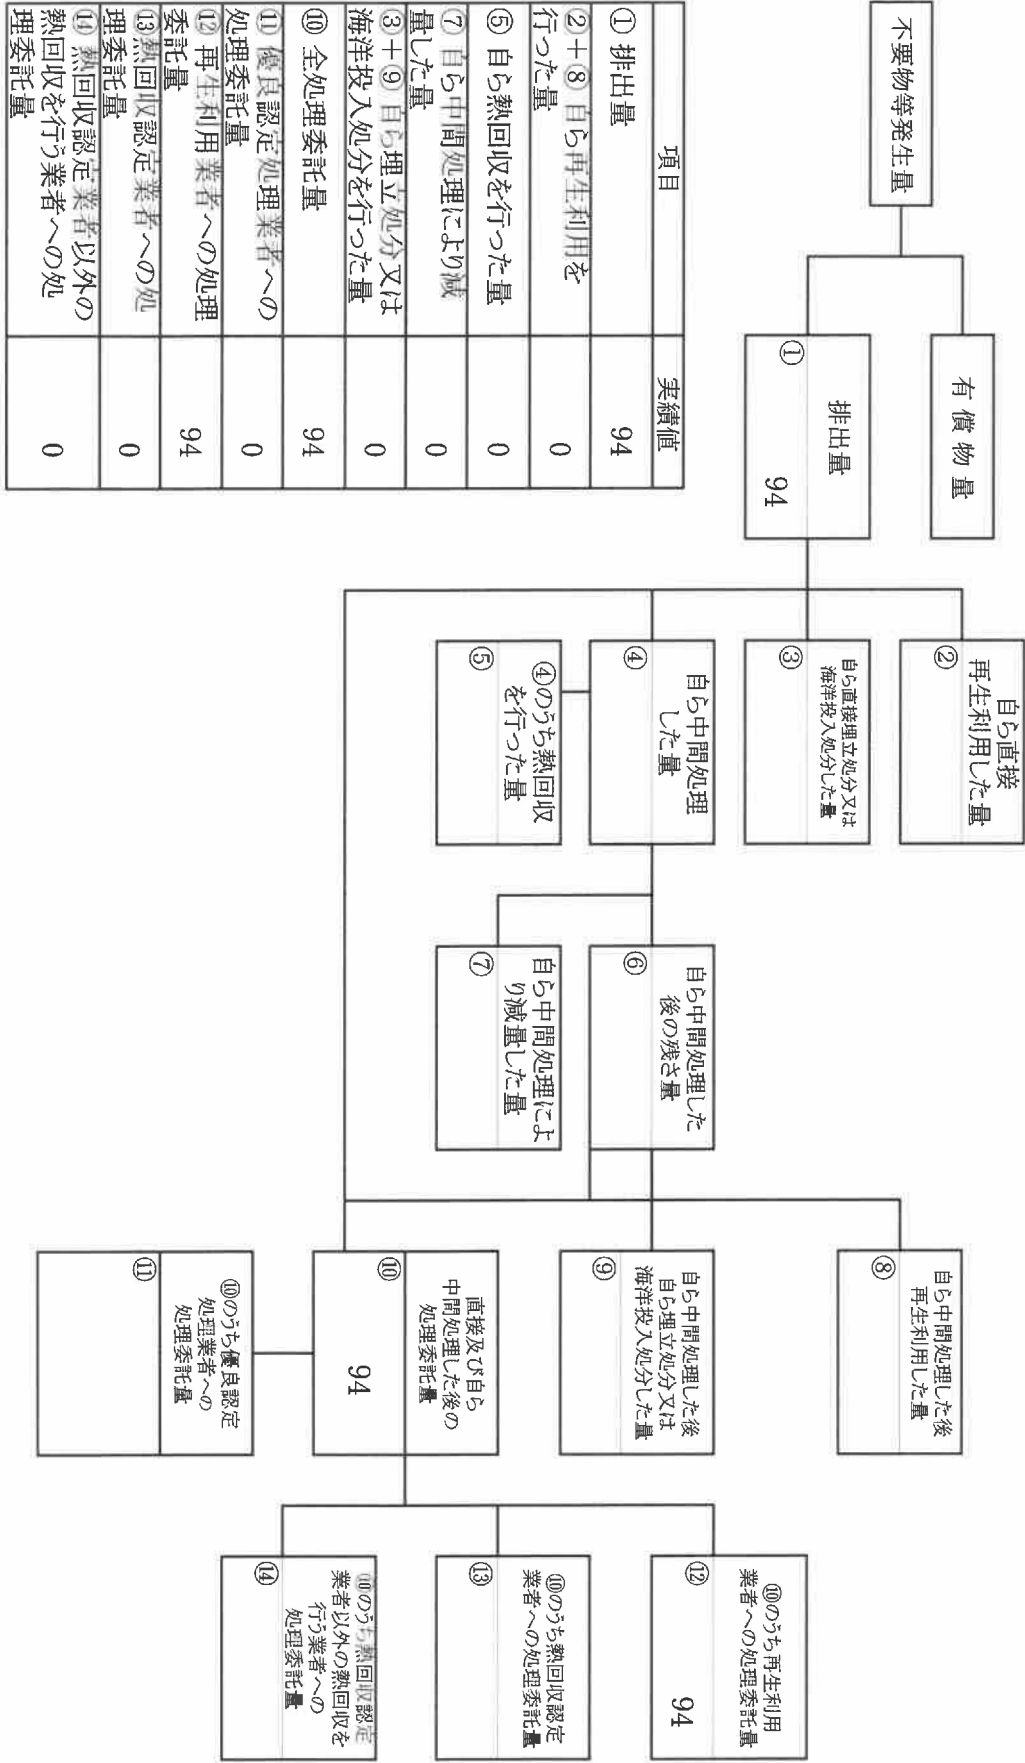 不要物等発生量
有償物量
排出量
①
94
自ら直接
再生利用した量
②
自ら直接埋立処分又は
海洋投入処分した量
③
自ら中間処理
した量
④
④のうち熱回収
を行った量
⑤
自ら中間処理した
後の残さ量
⑥
自ら中間処理によ
り減量した量
⑦
自ら中間処理した後
再生利用した量
⑧
自ら中間処理した後
自ら埋立処分又は
海洋投入処分した量
⑨
直接及び自ら
中間処理した後の
処理委託量
⑩
94
⑩のうち優良認定
処理業者への
処理委託量
⑪
⑩のうち再生利用
業者への処理委託量
⑫
94
⑩のうち熱回収認定
業者への処理委託量
⑬
⑩のうち熱回収認定
業者以外の熱回収を
行う業者への
処理委託量
⑭
項目 実績値
① 排出量 94
②+⑧ 自ら再生利用を
行った量 0
⑤ 自ら熱回収を行った量 0
⑦ 自ら中間処理により減
量した量 0
③+⑨ 自ら埋立処分又は
海洋投入処分を行った量 0
⑩ 全処理委託量 94
⑪ 優良認定処理業者への
処理委託量 0
⑫ 再生利用業者への処理
委託量 94
⑬熱回収認定業者への処
理委託量 0
⑭ 熱回収認定業者以外の
熱回収を行う業者への処
理委託量 0